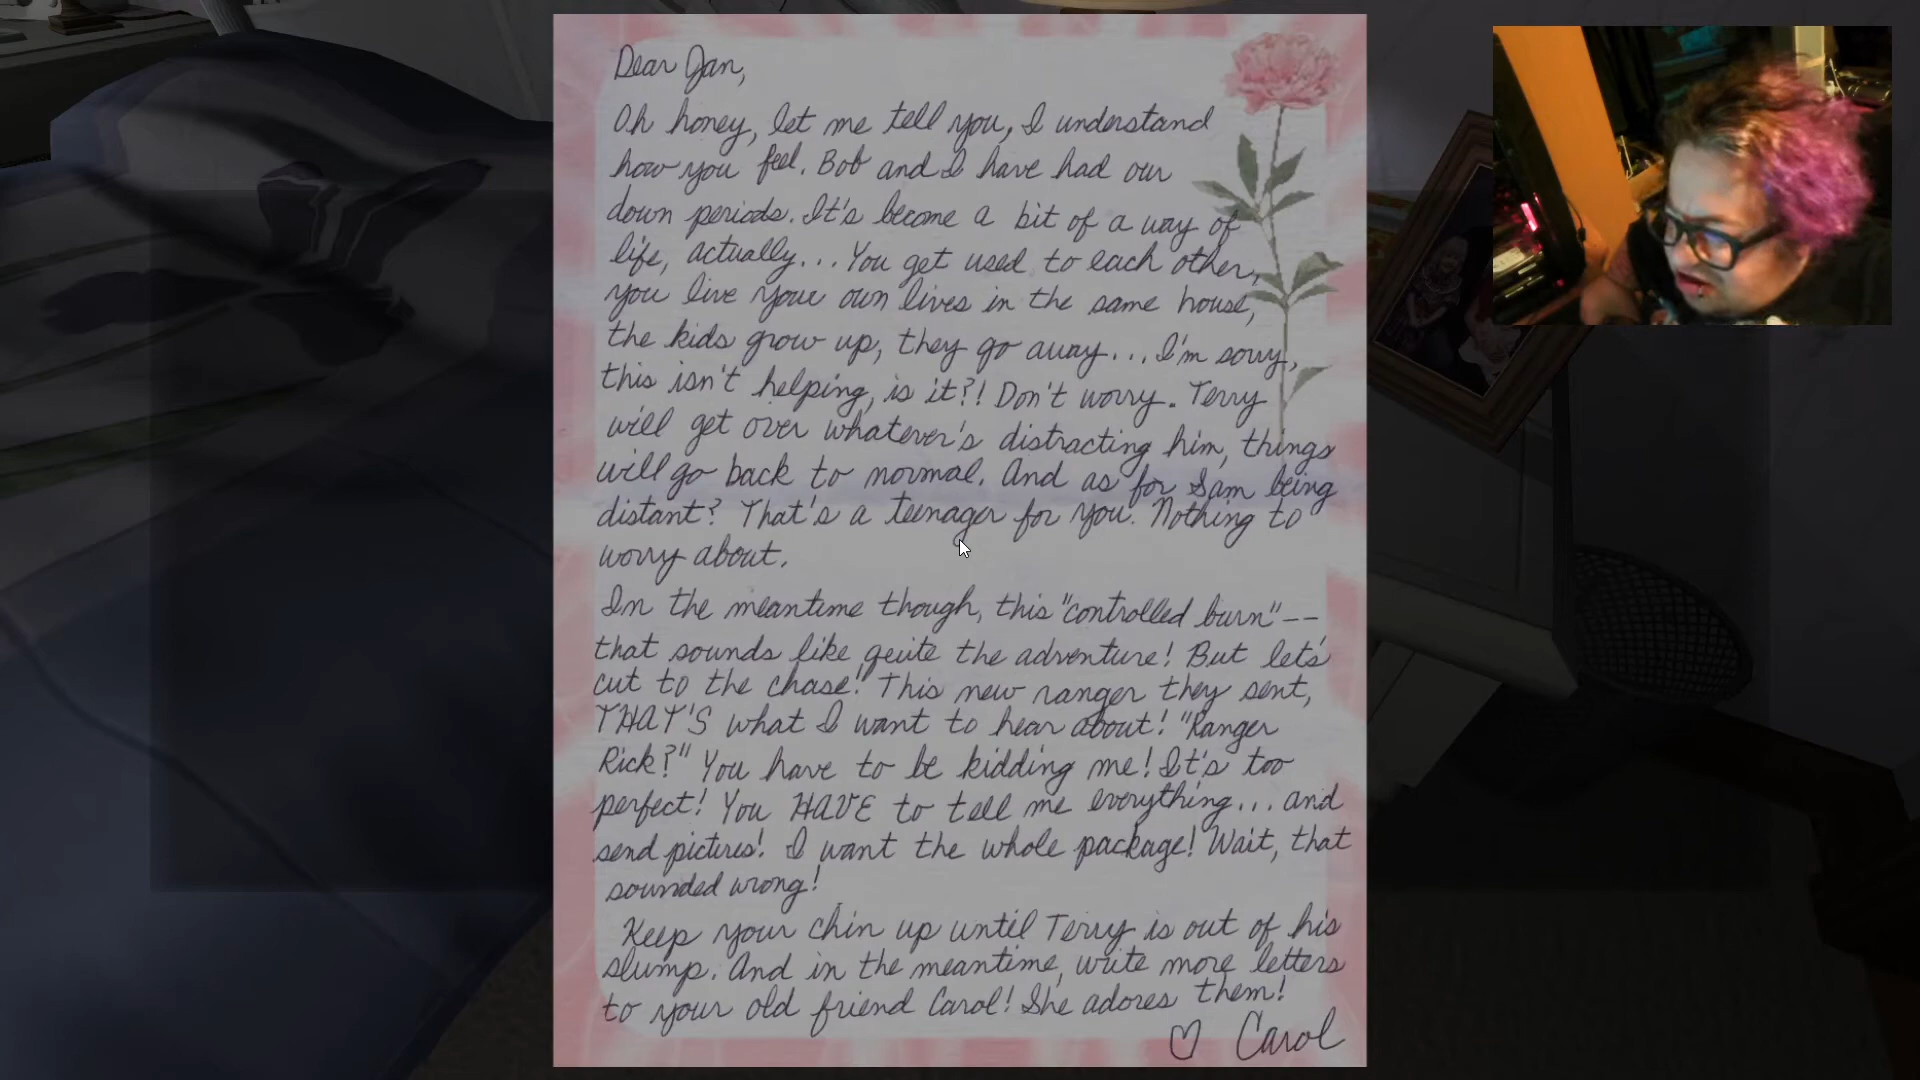 Dear Jan,
Oh honey, let me tell you, I understand
how you feel. Bob and I have had our
down periods. It's become a bit of a way of
life, actually... You get used to each other,
you live your own lives in the same house,
the kids grow up, they go away... I'm sorry,
this isn't helping, is it?! Don't worry. Terry
will get over whatever's distracting him, things
will go back to normal. And as for Sam being
distant? That's a teenager for you. Nothing to
worry about.
In the meantime though, this "controlled burn"--
that sounds like quite the adventure! But let's
cut to the chase! This new ranger they sent,
THAT'S what I want to hear about! "Ranger
Rick?" You have to be kidding me! It's too
perfect! You HAVE to tell me everything... and
send pictures! I want the whole package! Wait, that
sounded wrong!
Keep your chin up until Terry is out of his
slump. And in the meantime, write more letters
to your old friend Carol! She adores them!
♡ Carol